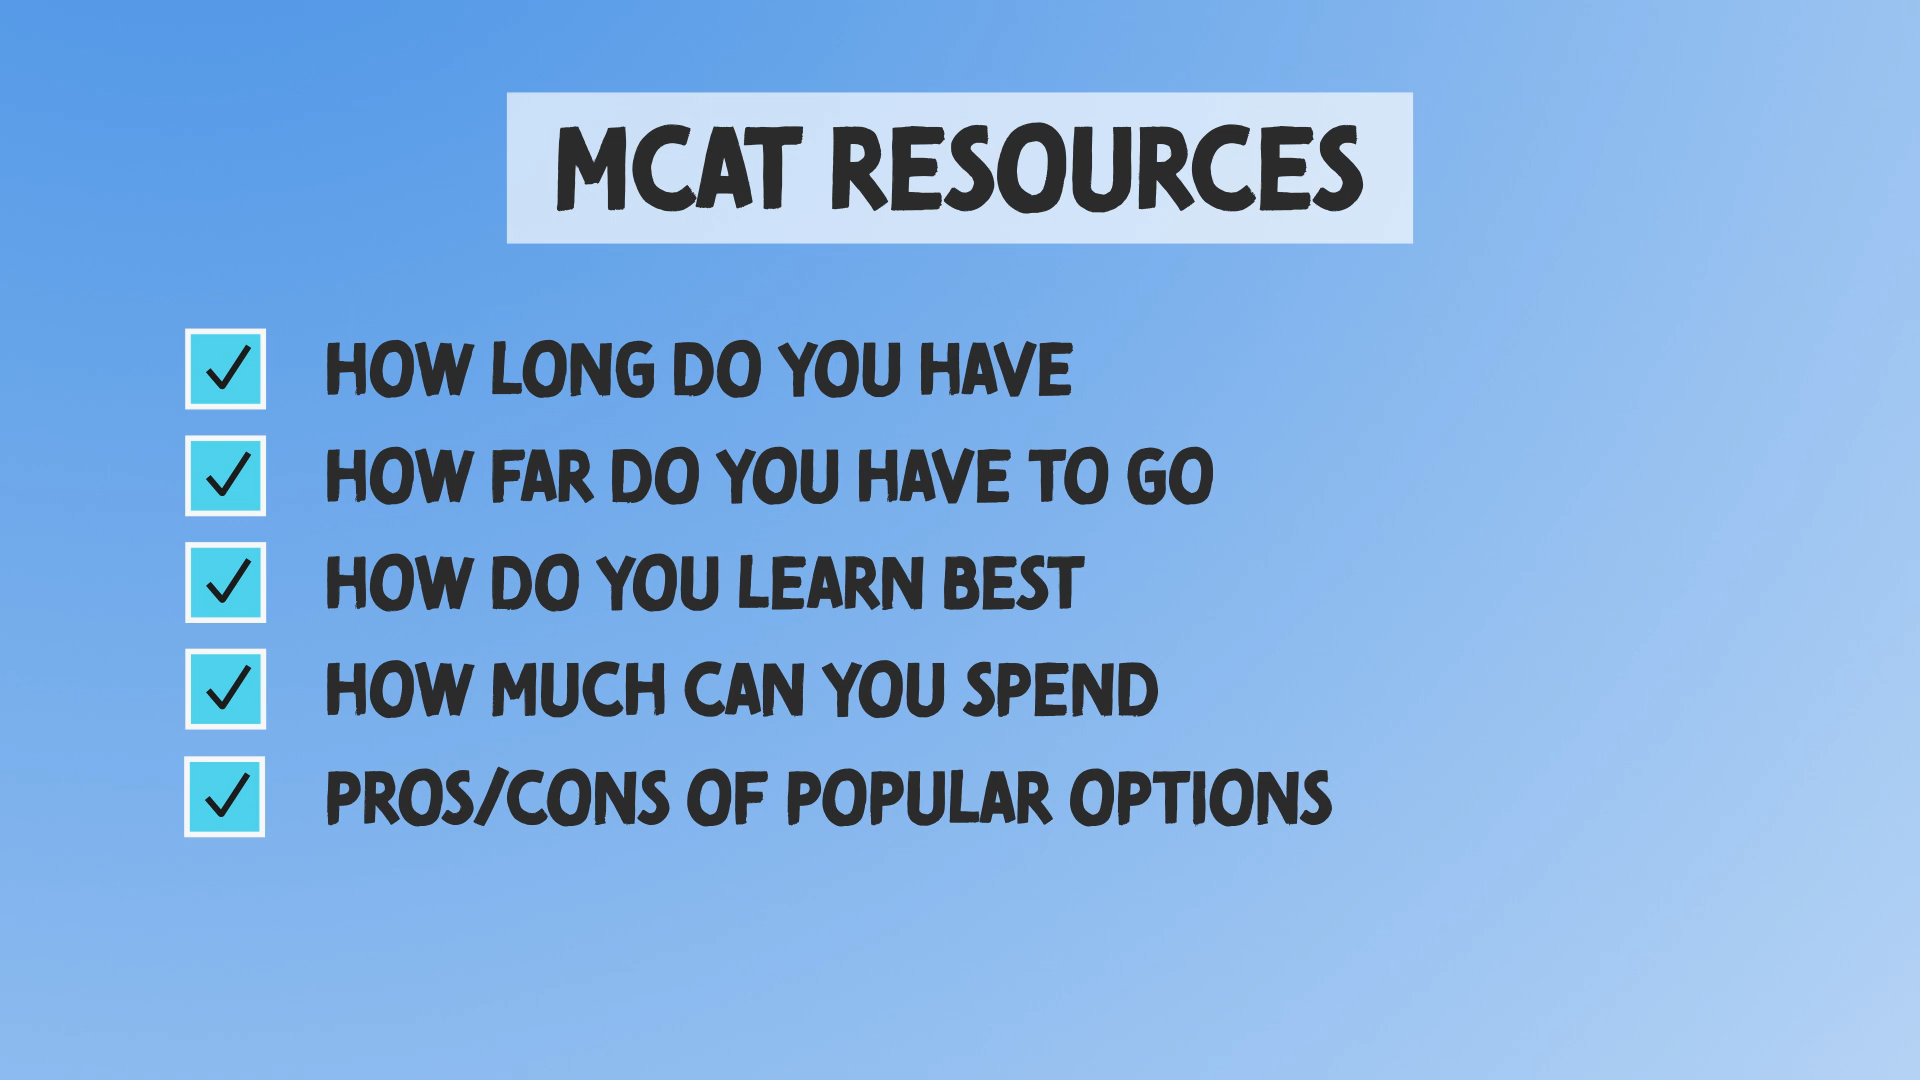 MCAT RESOURCES
HOW LONG DO YOU HAVE
HOW FAR DO YOU HAVE TO GO
HOW DO YOU LEARN BEST
HOW MUCH CAN YOU SPEND
PROS/CONS OF POPULAR OPTIONS